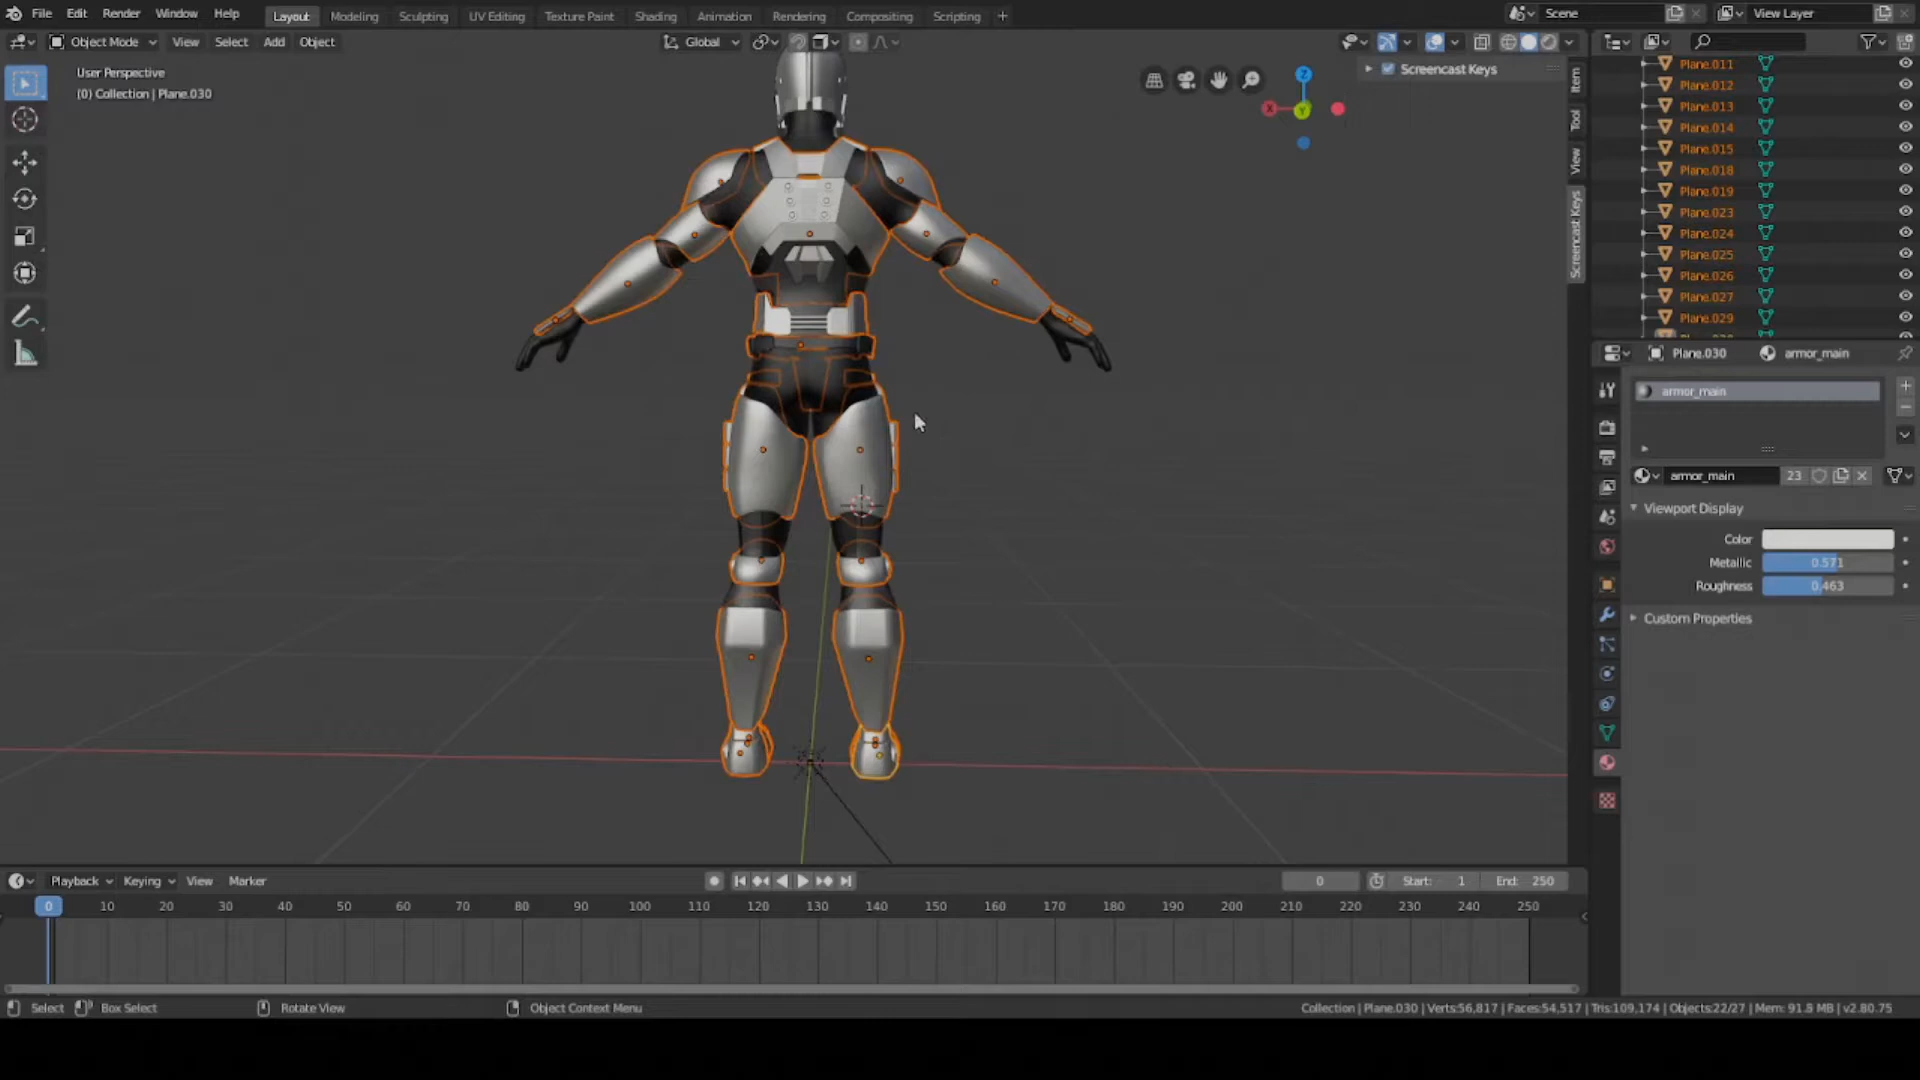 File Edit Render Window Help Layout Modeling Sculpting UV Editing Texture Paint Shading Animation Rendering Compositing Scripting + Scene View Layer
Object Mode View Select Add Object Global
User Perspective
(0) Collection | Plane.030
Screencast Keys
Item
Tool
View
Screencast Keys
Z
X
Y
Plane.011
Plane.012
Plane.013
Plane.014
Plane.015
Plane.018
Plane.019
Plane.023
Plane.024
Plane.025
Plane.026
Plane.027
Plane.029
Plane.030 armor_main
armor_main
armor_main 23
Viewport Display
Color
Metallic 0.571
Roughness 0.463
Custom Properties
Playback Keying View Marker 0 Start: 1 End: 250
0 10 20 30 40 50 60 70 80 90 100 110 120 130 140 150 160 170 180 190 200 210 220 230 240 250
Select Box Select Rotate View Object Context Menu Collection | Plane.030 | Verts:56,817 | Faces:54,517 | Tris:109,174 | Objects:22/27 | Mem: 91.8 MB | v2.80.75